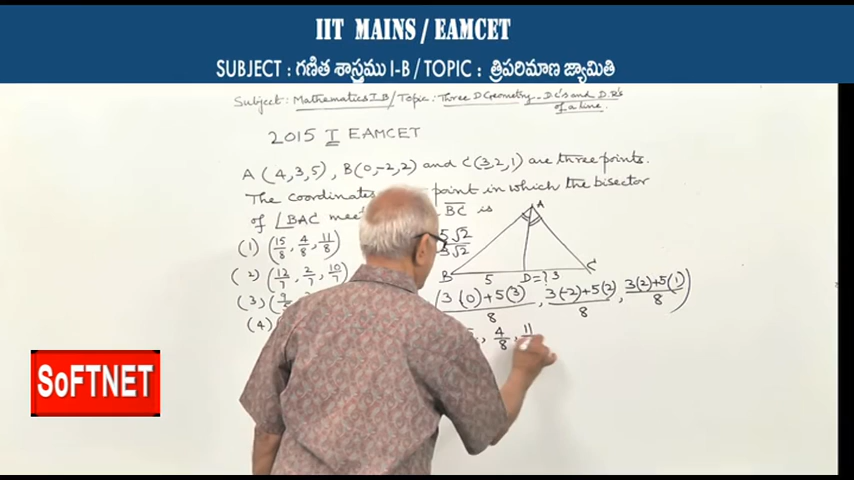 IIT MAINS / EAMCET
SUBJECT : గణిత శాస్త్రము I-B / TOPIC : త్రిపరిమాణ జ్యామితి
Subject: Mathematics IB / Topic: Three D Geometry - DC's and D.R's
of a line.
2015 I EAMCET
A (4,3,5), B(0,-2,2) and C(3,2,1) are three points.
The coordinates point in which the bisector
of ∠BAC meet BC is
(1) (15/8, 4/8, 11/8)
5√2
3√2
A
(2) (12/7, 2/7, 10/7)
B 5 D=? 3 C
(3) (9/
(3(0)+5(3)/8, 3(-2)+5(2)/8, 3(2)+5(1)/8)
(4) (
, 4/8, 11
SoFTNET